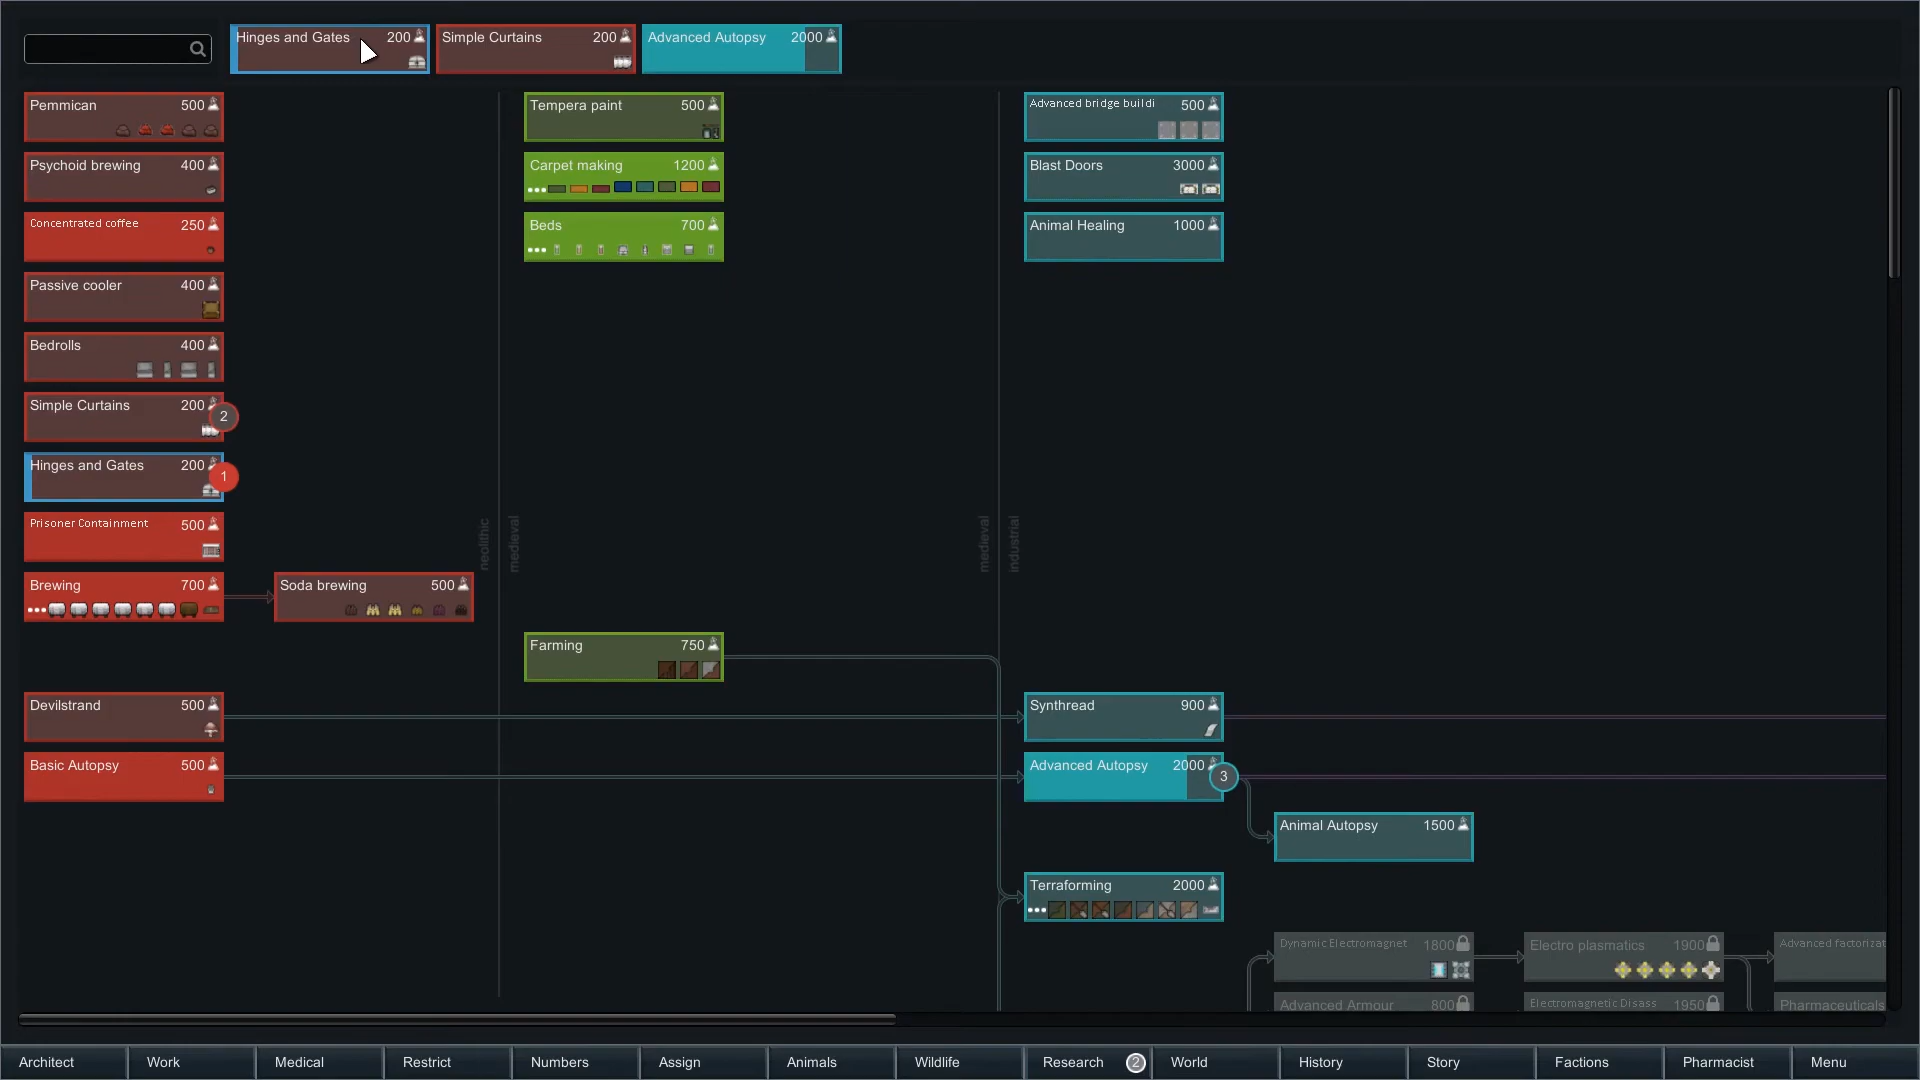 Hinges and Gates 200
Simple Curtains 200
Advanced Autopsy 2000
Pemmican 500
Tempera paint 500
Advanced bridge buildi 500
Psychoid brewing 400
Carpet making 1200
Blast Doors 3000
Concentrated coffee 250
Beds 700
Animal Healing 1000
Passive cooler 400
Bedrolls 400
Simple Curtains 200
2
Hinges and Gates 200
1
Prisoner Containment 500
neolithic
medieval
medieval
industrial
Brewing 700
Soda brewing 500
Farming 750
Devilstrand 500
Synthread 900
Basic Autopsy 500
Advanced Autopsy 2000
3
Animal Autopsy 1500
Terraforming 2000
Dynamic Electromagnet 1800
Electro plasmatics 1900
Advanced factorizat
Advanced Armour 800
Electromagnetic Disass 1950
Pharmaceuticals
Architect
Work
Medical
Restrict
Numbers
Assign
Animals
Wildlife
Research 2
World
History
Story
Factions
Pharmacist
Menu